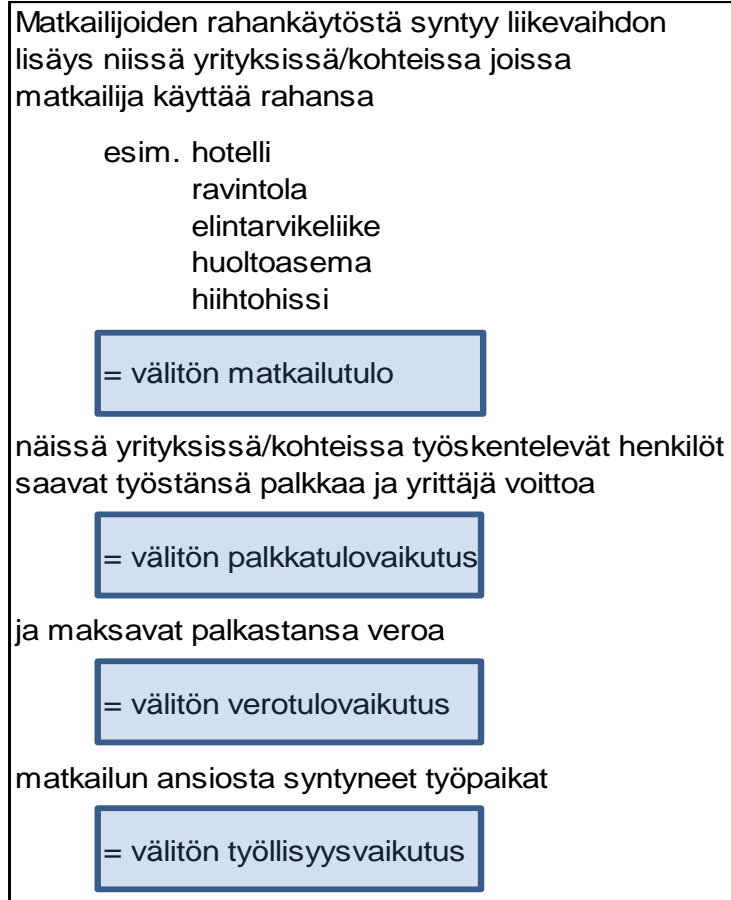 Matkailijoiden rahankäytöstä syntyy liikevaihdon
lisäys niissä yrityksissä/kohteissa joissa
matkailija käyttää rahansa
esim. hotelli
ravintola
elintarvikeliike
huoltoasema
hiihtohissi
= välitön matkailutulo
näissä yrityksissä/kohteissa työskentelevät henkilöt
saavat työstänsä palkkaa ja yrittäjä voittoa
= välitön palkkatulovaikutus
ja maksavat palkastansa veroa
= välitön verotulovaikutus
matkailun ansiosta syntyneet työpaikat
= välitön työllisyysvaikutus